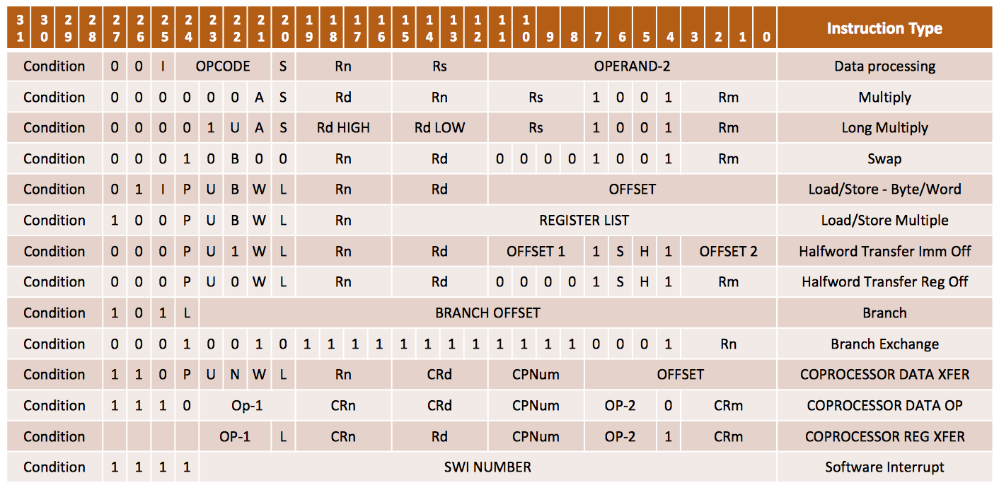 31 30 29 28 27 26 25 24 23 22 21 20 19 18 17 16 15 14 13 12 11 10 9 8 7 6 5 4 3 2 1 0 Instruction Type
Condition 0 0 I OPCODE S Rn Rs OPERAND-2 Data processing
Condition 0 0 0 0 0 0 A S Rd Rn Rs 1 0 0 1 Rm Multiply
Condition 0 0 0 0 1 U A S Rd HIGH Rd LOW Rs 1 0 0 1 Rm Long Multiply
Condition 0 0 0 1 0 B 0 0 Rn Rd 0 0 0 0 1 0 0 1 Rm Swap
Condition 0 1 I P U B W L Rn Rd OFFSET Load/Store - Byte/Word
Condition 1 0 0 P U B W L Rn REGISTER LIST Load/Store Multiple
Condition 0 0 0 P U 1 W L Rn Rd OFFSET 1 1 S H 1 OFFSET 2 Halfword Transfer Imm Off
Condition 0 0 0 P U 0 W L Rn Rd 0 0 0 0 1 S H 1 Rm Halfword Transfer Reg Off
Condition 1 0 1 L BRANCH OFFSET Branch
Condition 0 0 0 1 0 0 1 0 1 1 1 1 1 1 1 1 1 1 1 1 0 0 0 1 Rn Branch Exchange
Condition 1 1 0 P U N W L Rn CRd CPNum OFFSET COPROCESSOR DATA XFER
Condition 1 1 1 0 Op-1 CRn CRd CPNum OP-2 0 CRm COPROCESSOR DATA OP
Condition OP-1 L CRn Rd CPNum OP-2 1 CRm COPROCESSOR REG XFER
Condition 1 1 1 1 SWI NUMBER Software Interrupt